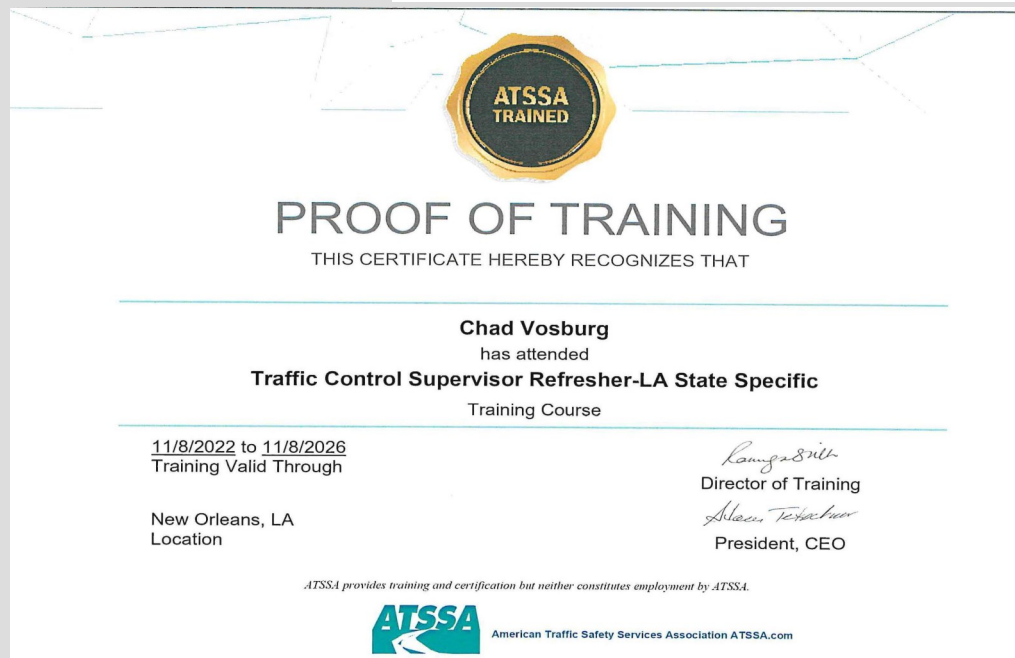 ATSSA
TRAINED
PROOF OF TRAINING
THIS CERTIFICATE HEREBY RECOGNIZES THAT
Chad Vosburg
has attended
Traffic Control Supervisor Refresher-LA State Specific
Training Course
11/8/2022 to 11/8/2026
Training Valid Through
New Orleans, LA
Location
Director of Training
President, CEO
ATSSA provides training and certification but neither constitutes employment by ATSSA.
ATSSA
American Traffic Safety Services Association ATSSA.com